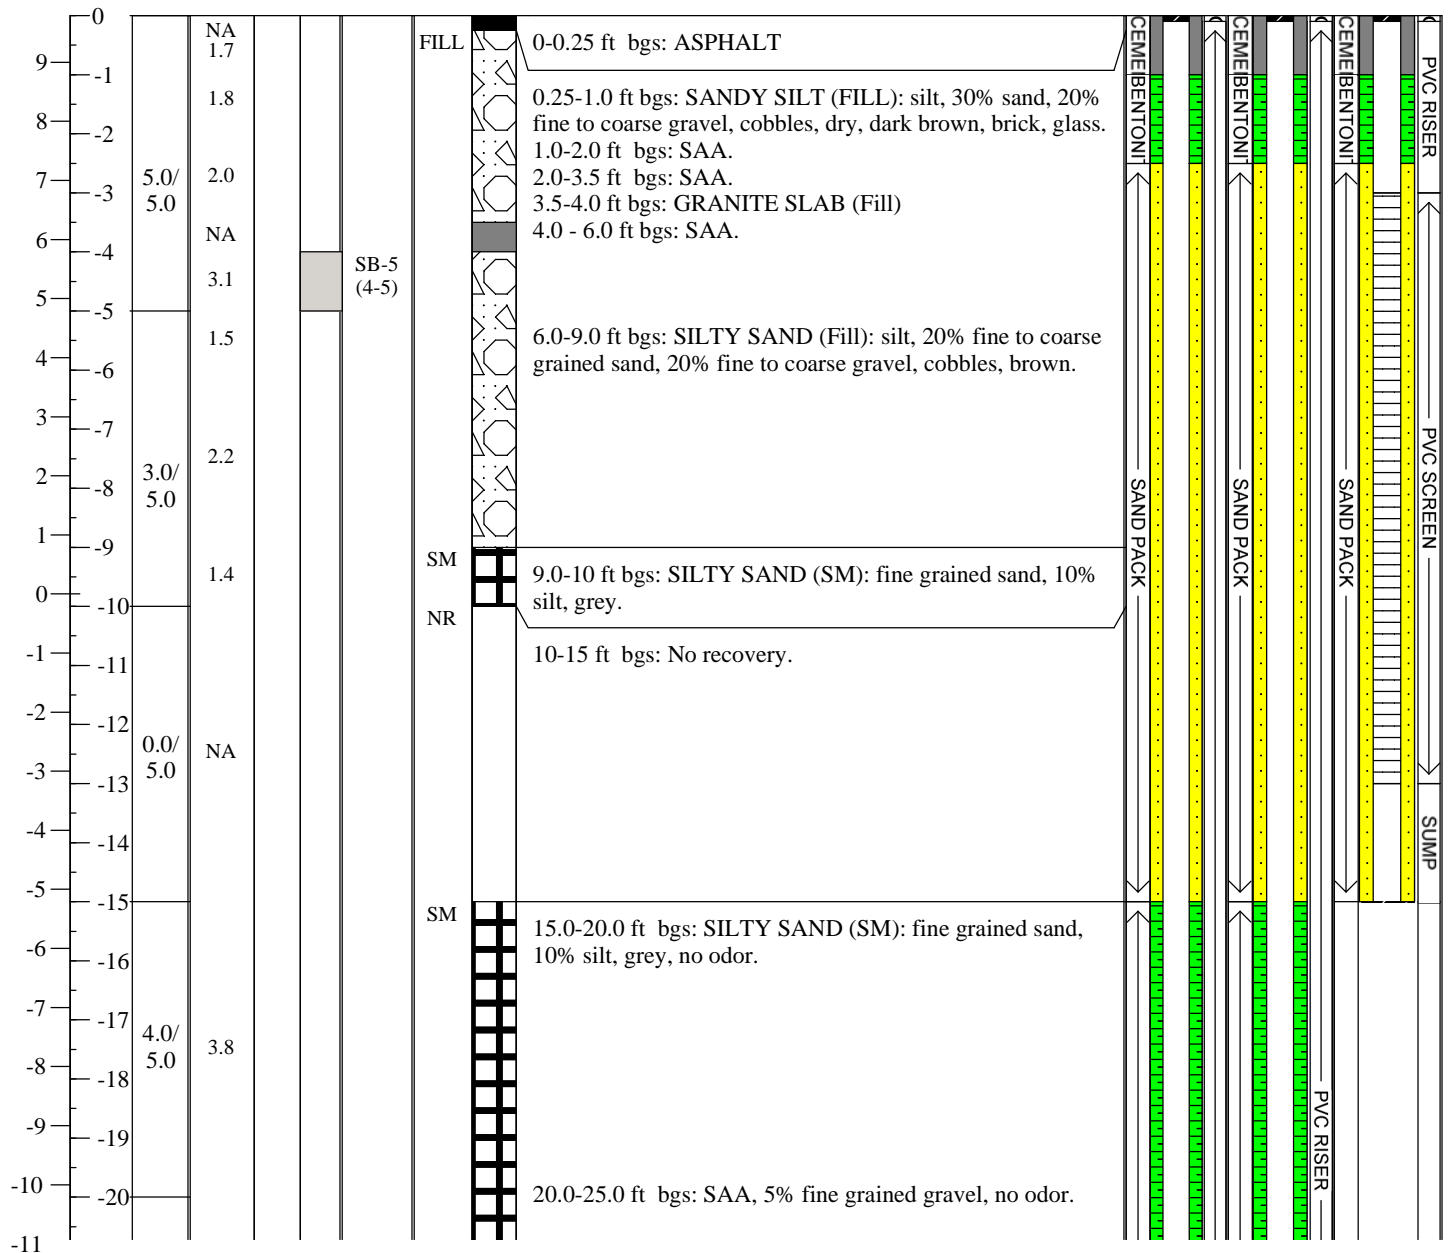 0
-1
-2
-3
-4
-5
-6
-7
-8
-9
-10
-11
-12
-13
-14
-15
-16
-17
-18
-19
-20
9
8
7
6
5
4
3
2
1
0
-1
-2
-3
-4
-5
-6
-7
-8
-9
-10
-11
5.0/
5.0
3.0/
5.0
0.0/
5.0
4.0/
5.0
NA
1.7
1.8
2.0
NA
3.1
1.5
2.2
1.4
NA
3.8
SB-5
(4-5)
FILL
SM
NR
SM
0-0.25 ft bgs: ASPHALT
0.25-1.0 ft bgs: SANDY SILT (FILL): silt, 30% sand, 20%
fine to coarse gravel, cobbles, dry, dark brown, brick, glass.
1.0-2.0 ft bgs: SAA.
2.0-3.5 ft bgs: SAA.
3.5-4.0 ft bgs: GRANITE SLAB (Fill)
4.0 - 6.0 ft bgs: SAA.
6.0-9.0 ft bgs: SILTY SAND (Fill): silt, 20% fine to coarse
grained sand, 20% fine to coarse gravel, cobbles, brown.
9.0-10 ft bgs: SILTY SAND (SM): fine grained sand, 10%
silt, grey.
10-15 ft bgs: No recovery.
15.0-20.0 ft bgs: SILTY SAND (SM): fine grained sand,
10% silt, grey, no odor.
20.0-25.0 ft bgs: SAA, 5% fine grained gravel, no odor.
SAND PACK
SAND PACK
PVC RISER
SAND PACK
PVC RISER
PVC SCREEN
SUMP